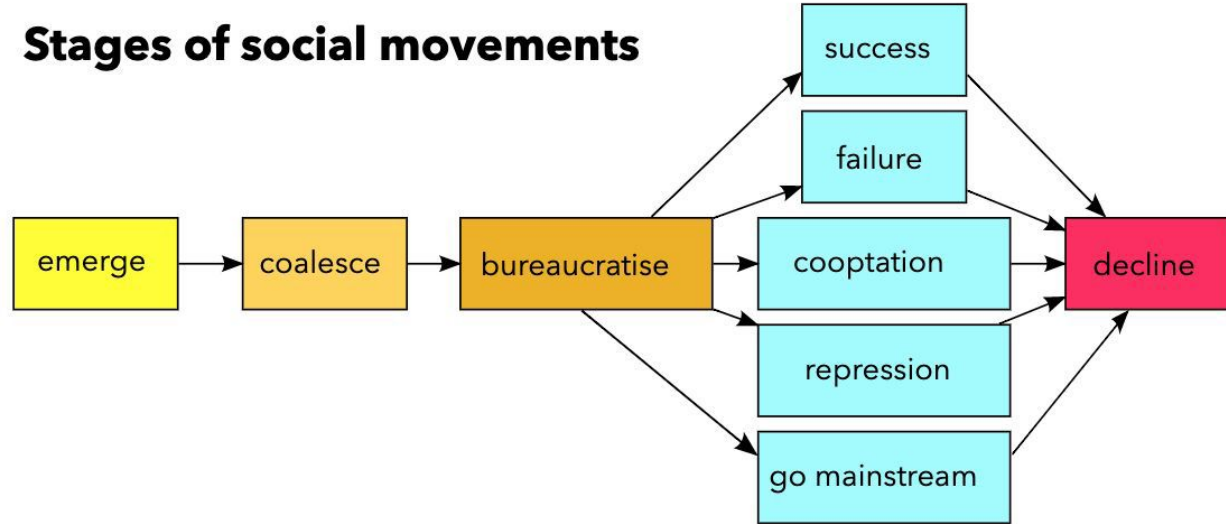 Stages of social movements
success
failure
emerge
coalesce
bureaucratise
cooptation
decline
repression
go mainstream